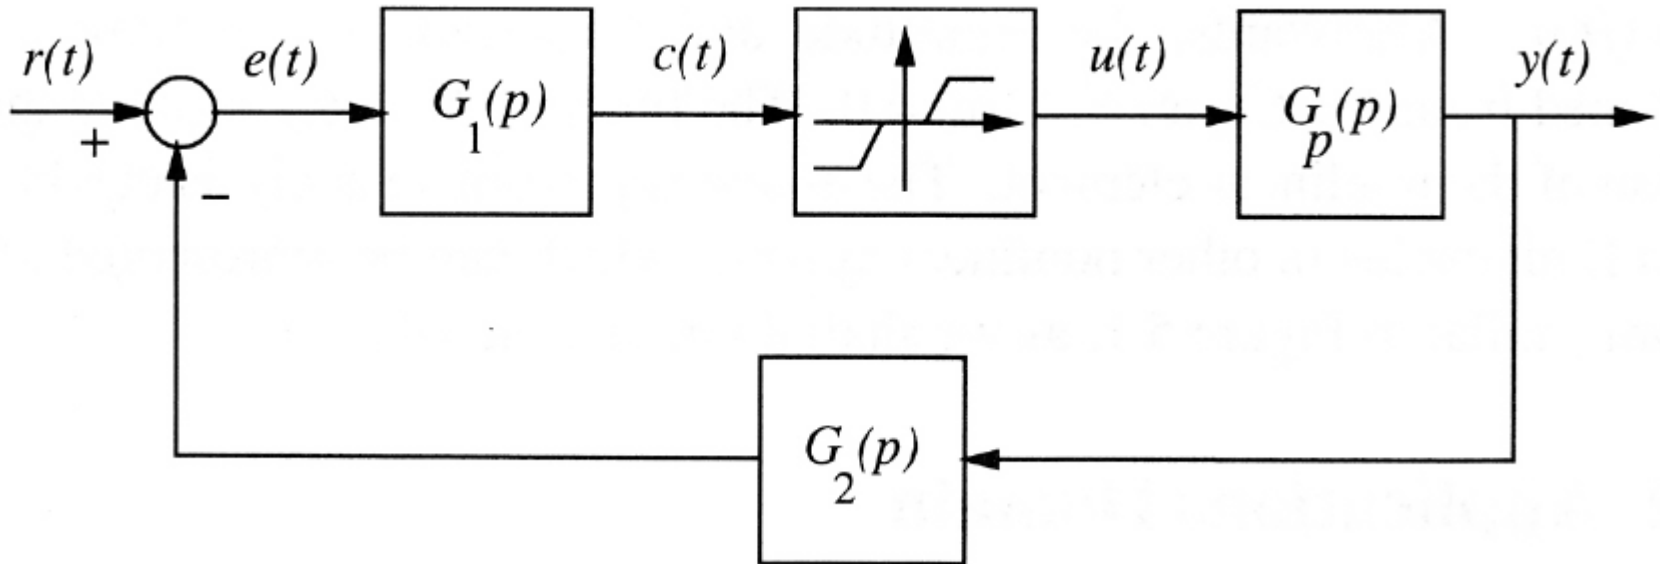 r(t)
e(t)
G₁(p)
c(t)
u(t)
Gₚ(p)
y(t)
+
−
G₂(p)